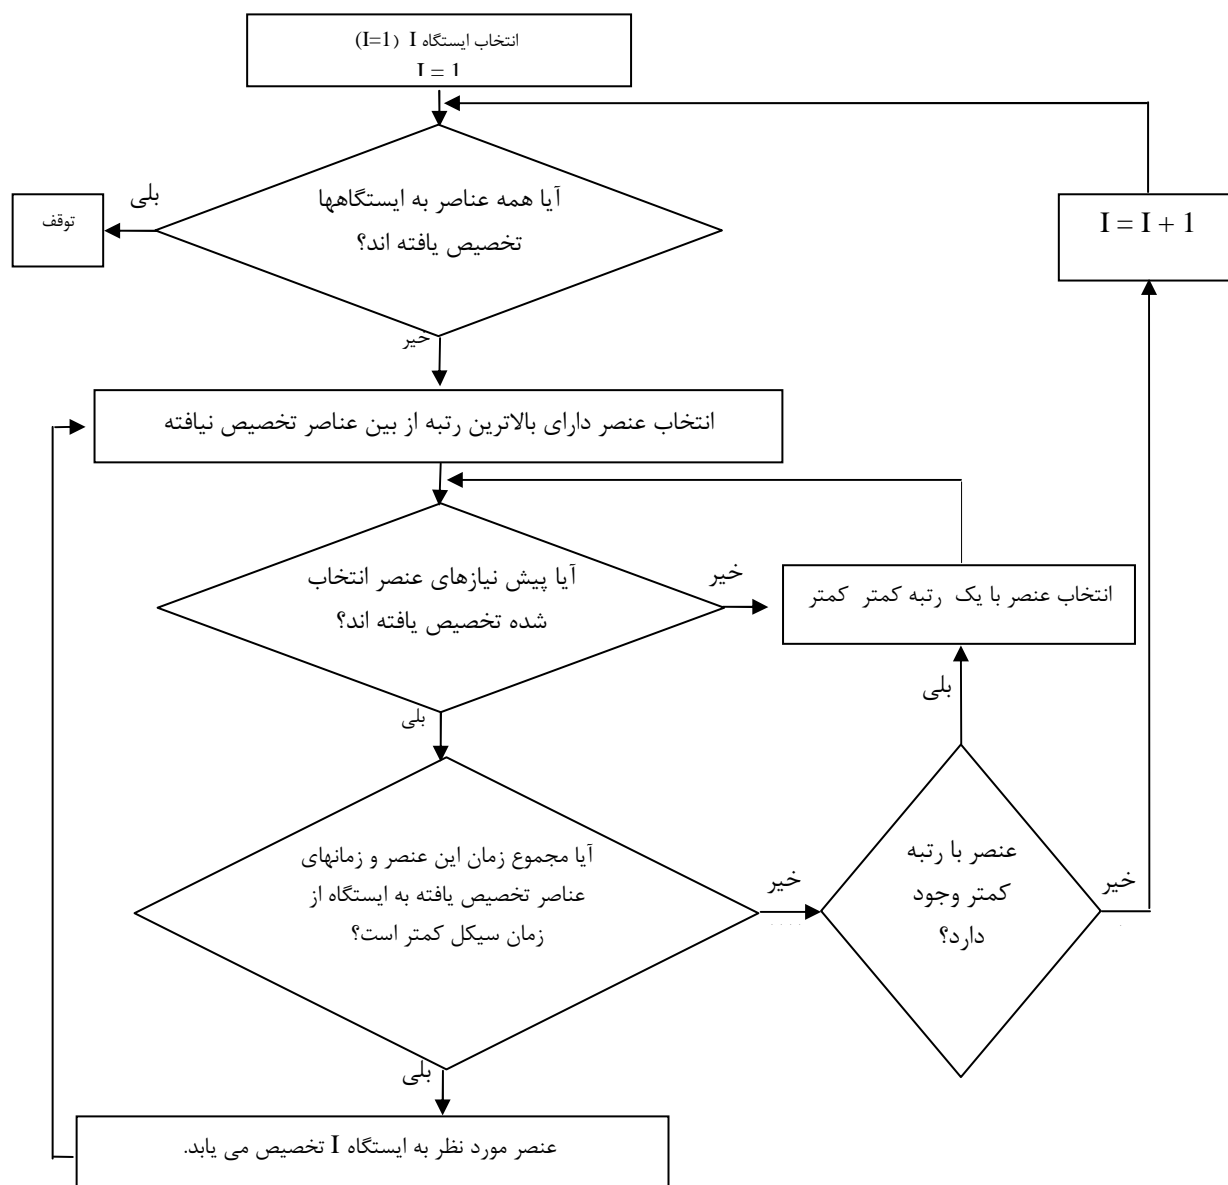 انتخاب ایستگاه I (I=1)
I = 1
آیا همه عناصر به ایستگاهها
تخصیص یافته اند؟
بلی
توقف
I = I + 1
خیر
انتخاب عنصر دارای بالاترین رتبه از بین عناصر تخصیص نیافته
آیا پیش نیازهای عنصر انتخاب
شده تخصیص یافته اند؟
خیر
انتخاب عنصر با یک رتبه کمتر کمتر
بلی
بلی
آیا مجموع زمان این عنصر و زمانهای
عناصر تخصیص یافته به ایستگاه از
زمان سیکل کمتر است؟
خیر
عنصر با رتبه
کمتر وجود
دارد؟
خیر
بلی
عنصر مورد نظر به ایستگاه I تخصیص می یابد.